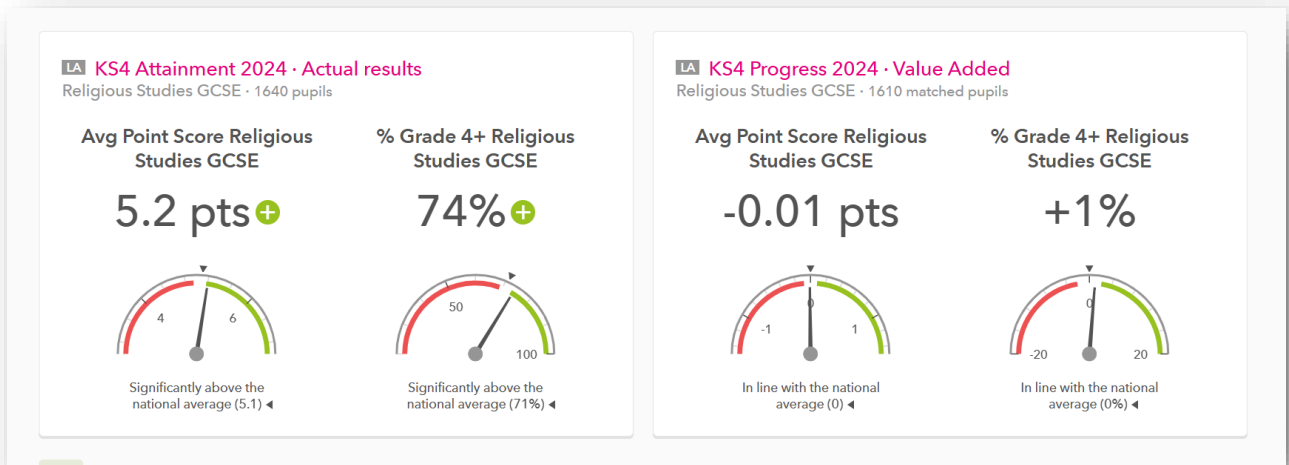 LA KS4 Attainment 2024 · Actual results
Religious Studies GCSE · 1640 pupils
Avg Point Score Religious
Studies GCSE
5.2 pts +
4
6
Significantly above the
national average (5.1) ◀
% Grade 4+ Religious
Studies GCSE
74% +
50
100
Significantly above the
national average (71%) ◀
LA KS4 Progress 2024 · Value Added
Religious Studies GCSE · 1610 matched pupils
Avg Point Score Religious
Studies GCSE
-0.01 pts
-1
0
1
In line with the national
average (0) ◀
% Grade 4+ Religious
Studies GCSE
+1%
-20
0
20
In line with the national
average (0%) ◀